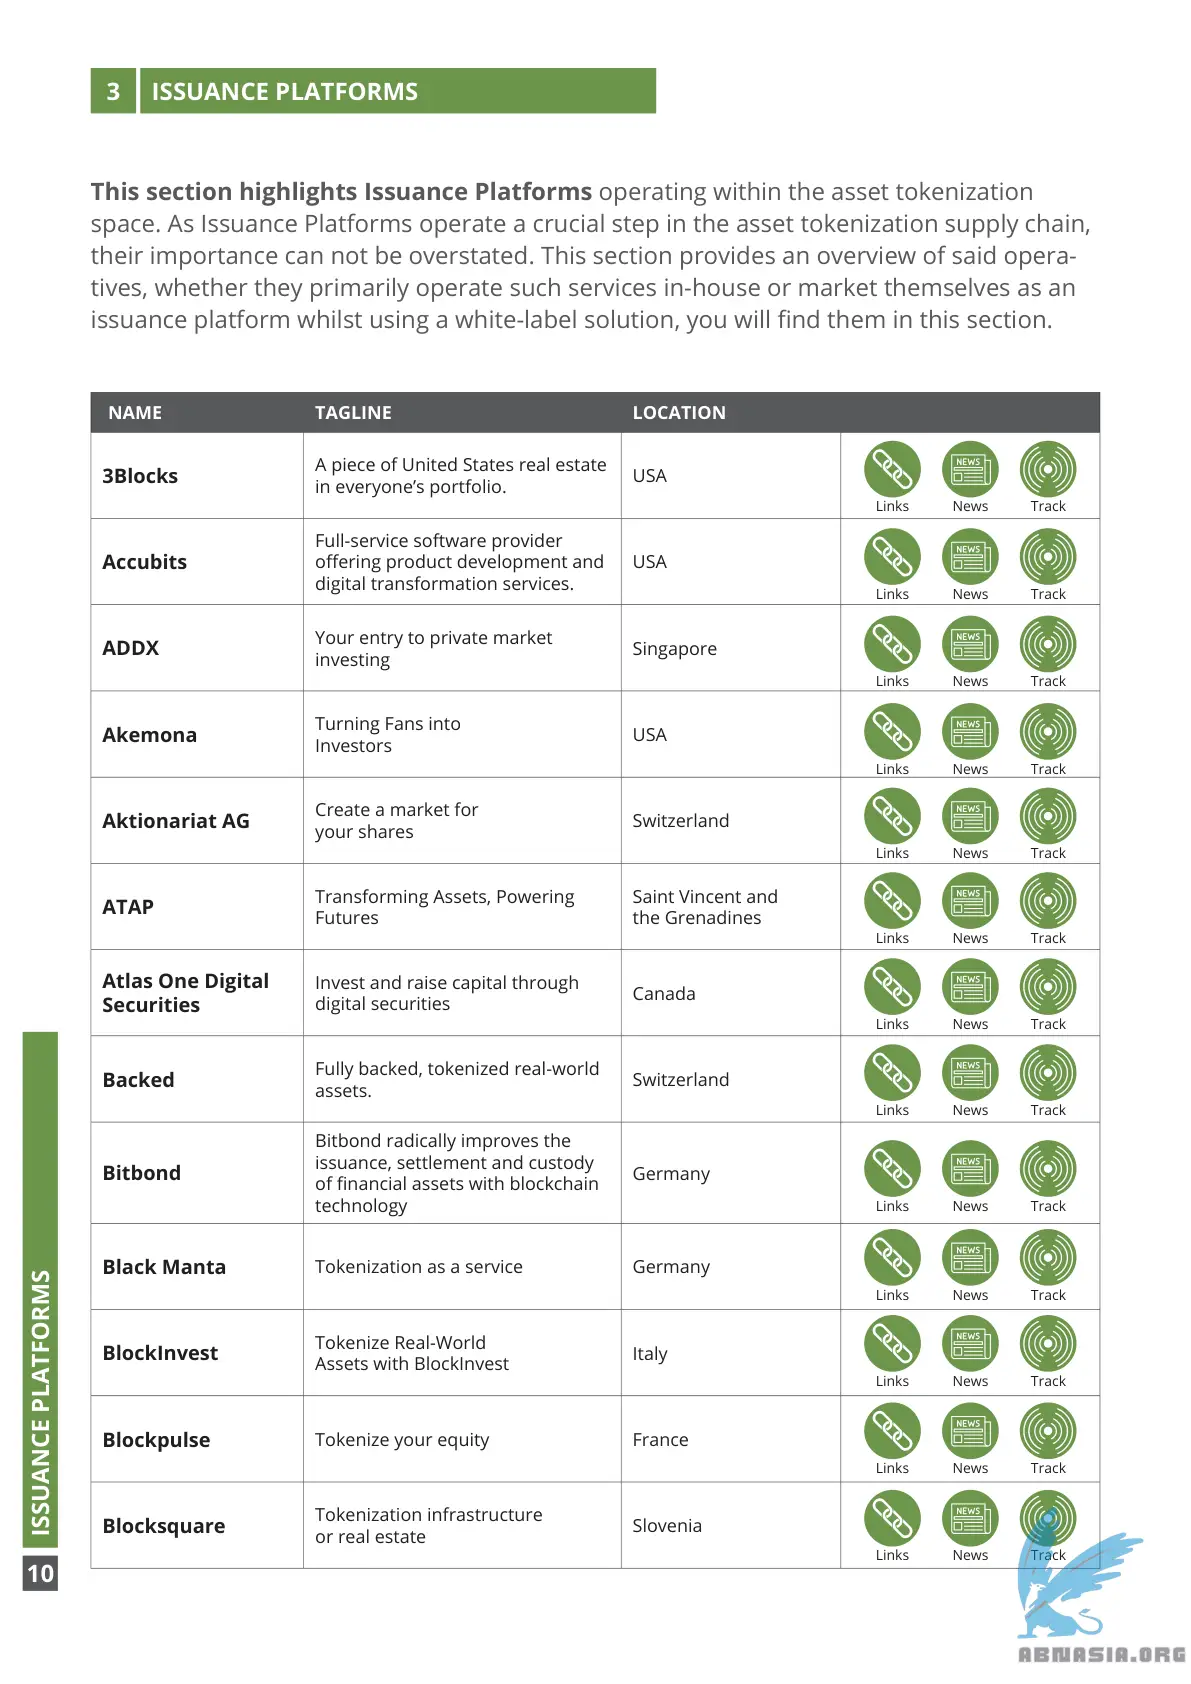 3 ISSUANCE PLATFORMS
This section highlights Issuance Platforms operating within the asset tokenization
space. As Issuance Platforms operate a crucial step in the asset tokenization supply chain,
their importance can not be overstated. This section provides an overview of said opera-
tives, whether they primarily operate such services in-house or market themselves as an
issuance platform whilst using a white-label solution, you will find them in this section.
NAME TAGLINE LOCATION
3Blocks
A piece of United States real estate
in everyone’s portfolio.
USA
NEWS
Links News Track
Accubits
Full-service software provider
offering product development and
digital transformation services.
USA
NEWS
Links News Track
ADDX
Your entry to private market
investing
Singapore
NEWS
Links News Track
Akemona
Turning Fans into
Investors
USA
NEWS
Links News Track
Aktionariat AG
Create a market for
your shares
Switzerland
NEWS
Links News Track
ATAP
Transforming Assets, Powering
Futures
Saint Vincent and
the Grenadines
NEWS
Links News Track
Atlas One Digital
Securities
Invest and raise capital through
digital securities
Canada
NEWS
Links News Track
Backed
Fully backed, tokenized real-world
assets.
Switzerland
NEWS
Links News Track
Bitbond
Bitbond radically improves the
issuance, settlement and custody
of financial assets with blockchain
technology
Germany
NEWS
Links News Track
Black Manta
Tokenization as a service
Germany
NEWS
Links News Track
BlockInvest
Tokenize Real-World
Assets with BlockInvest
Italy
NEWS
Links News Track
Blockpulse
Tokenize your equity
France
NEWS
Links News Track
Blocksquare
Tokenization infrastructure
or real estate
Slovenia
NEWS
Links News Track
ISSUANCE PLATFORMS
10
ABNASIA.ORG